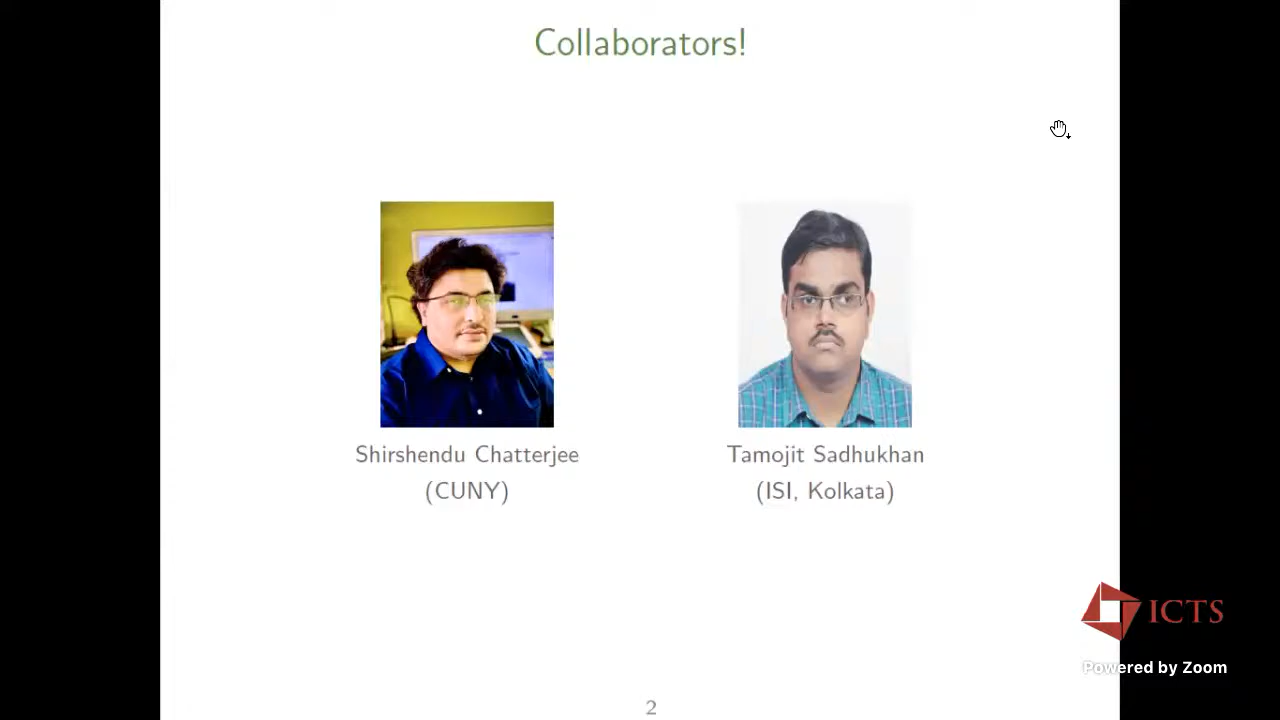 Collaborators!
Shirshendu Chatterjee
(CUNY)
Tamojit Sadhukhan
(ISI, Kolkata)
ICTS
Powered by Zoom
2